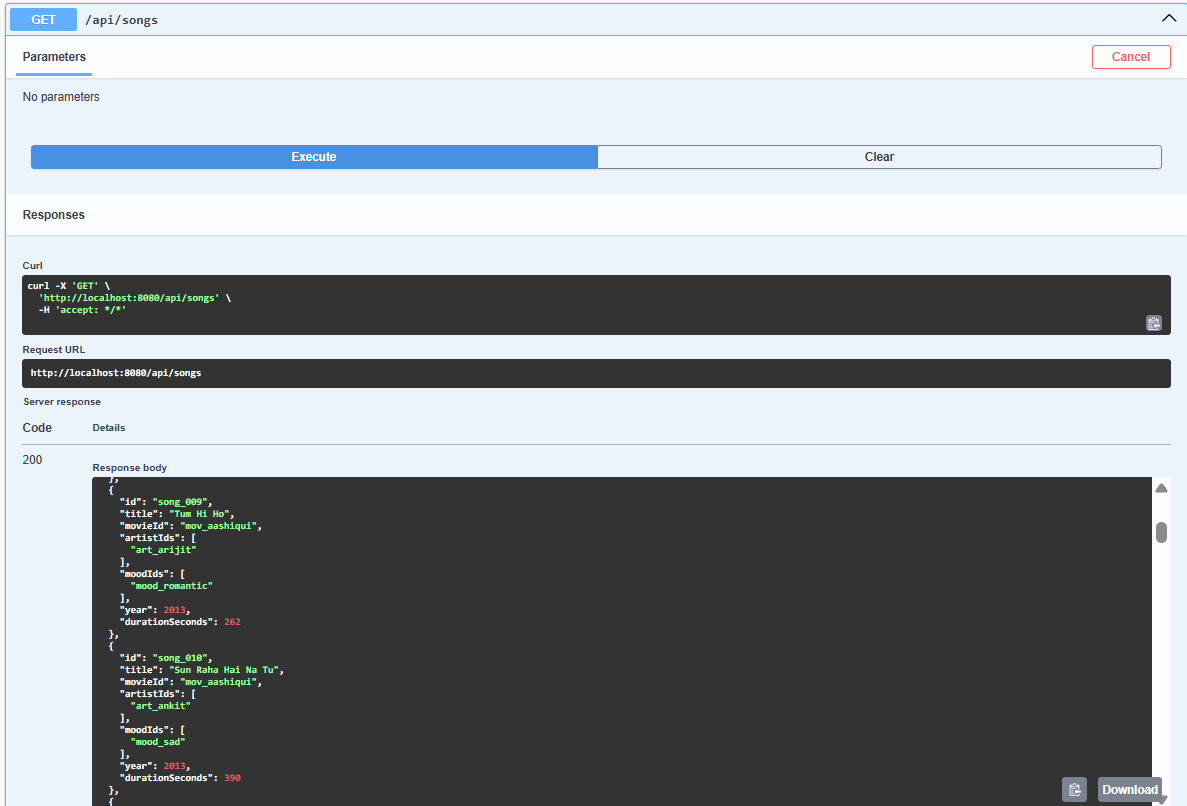 GET /api/songs
Parameters
Cancel
No parameters
Execute
Clear
Responses
Curl
curl -X 'GET' \
  'http://localhost:8080/api/songs' \
  -H 'accept: */*'
Request URL
http://localhost:8080/api/songs
Server response
Code Details
200
Response body
  },
  {
    "id": "song_009",
    "title": "Tum Hi Ho",
    "movieId": "mov_aashiqui",
    "artistIds": [
      "art_arijit"
    ],
    "moodIds": [
      "mood_romantic"
    ],
    "year": 2013,
    "durationSeconds": 262
  },
  {
    "id": "song_010",
    "title": "Sun Raha Hai Na Tu",
    "movieId": "mov_aashiqui",
    "artistIds": [
      "art_ankit"
    ],
    "moodIds": [
      "mood_sad"
    ],
    "year": 2013,
    "durationSeconds": 390
  },
  {
Download